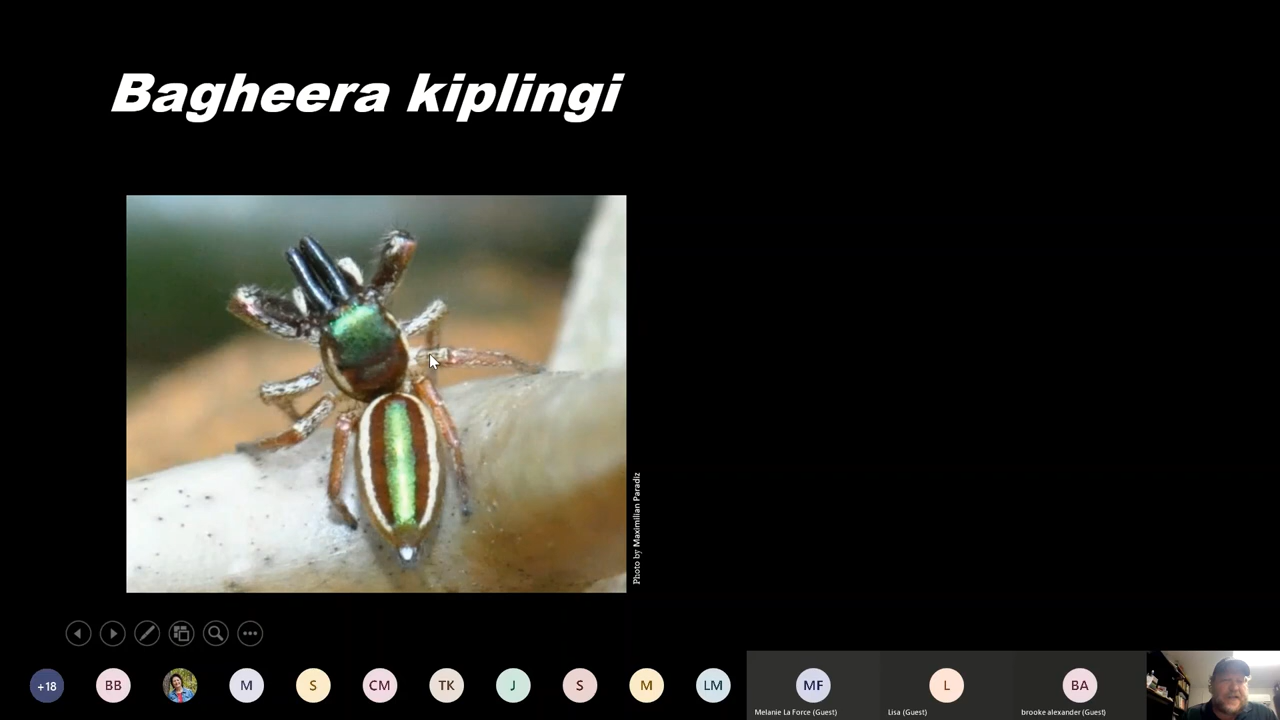 Bagheera kiplingi
Photo by Maximilian Paradiz
+18
BB
M
S
CM
TK
J
S
M
LM
MF
Melanie La Force (Guest)
L
Lisa (Guest)
BA
brooke alexander (Guest)